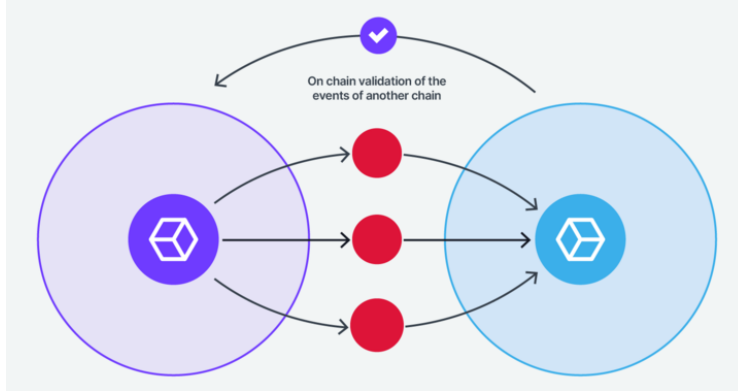 On chain validation of the
events of another chain